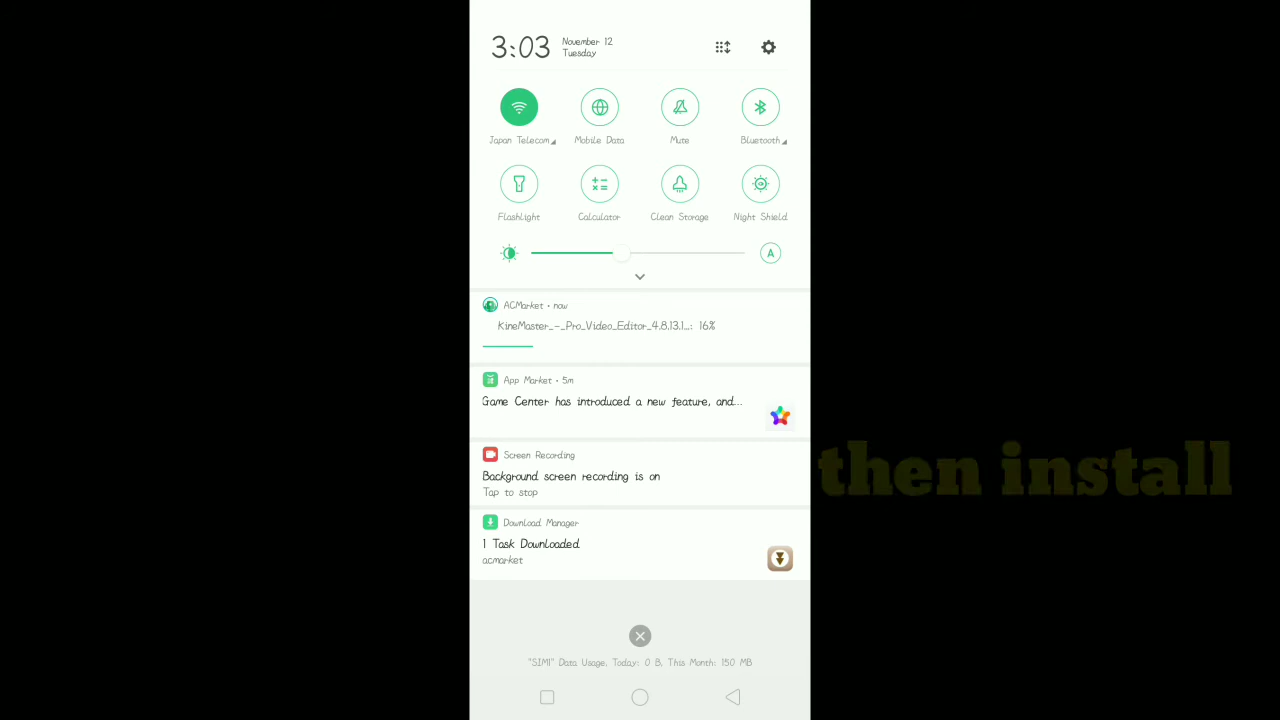 3:03
November 12
Tuesday
Japan Telecom
Mobile Data
Mute
Bluetooth
Flashlight
Calculator
Clean Storage
Night Shield
A
ACMarket • now
KineMaster_-_Pro_Video_Editor_4.8.13.1...: 16%
App Market • 5m
Game Center has introduced a new feature, and...
Screen Recording
Background screen recording is on
Tap to stop
then install
Download Manager
1 Task Downloaded
acmarket
"SIM1" Data Usage. Today: 0 B, This Month: 150 MB